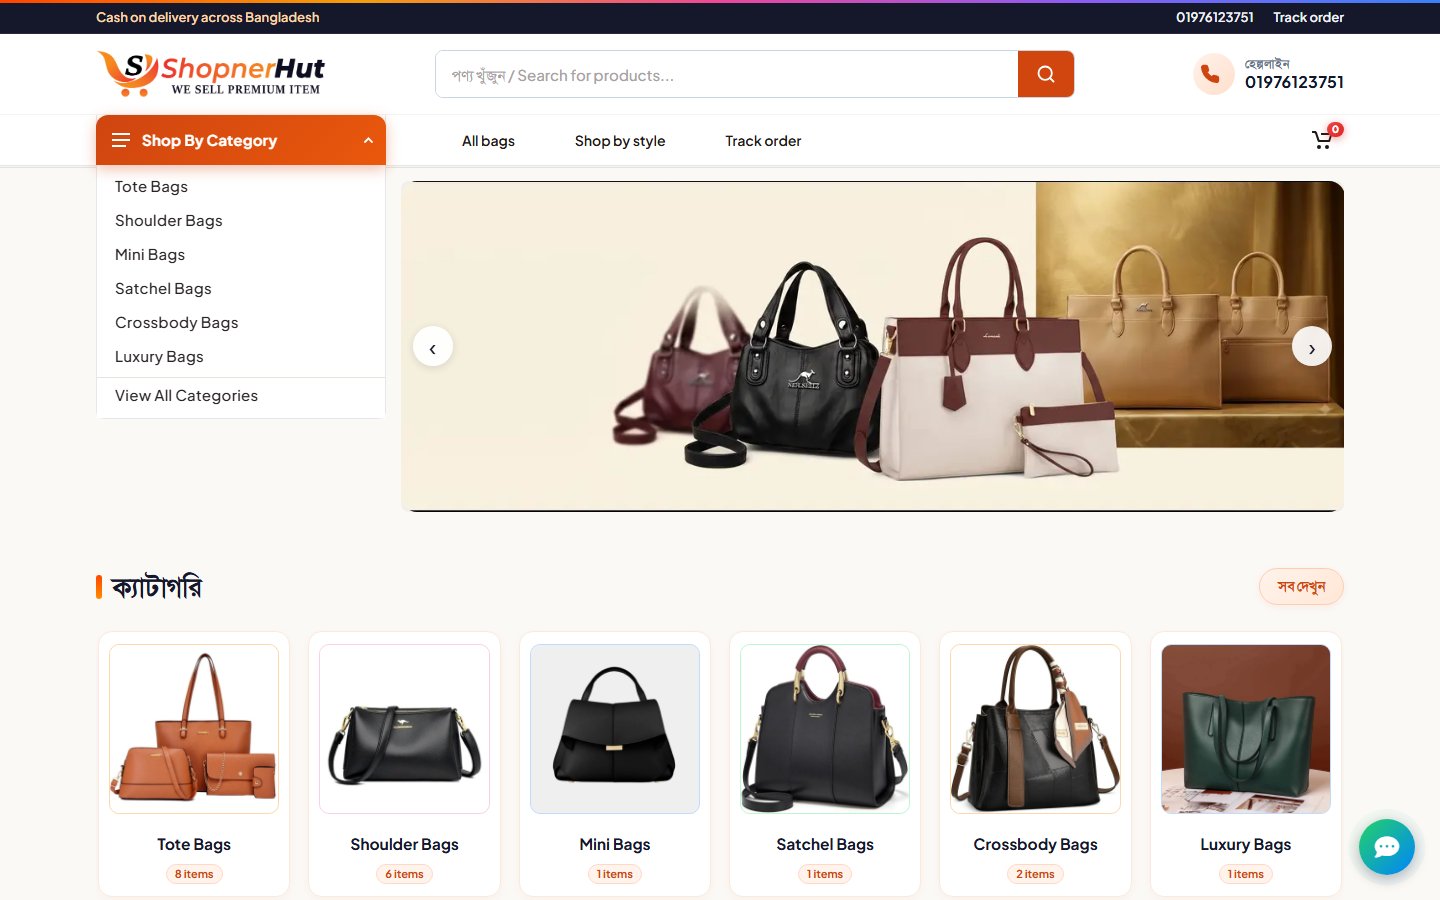 Cash on delivery across Bangladesh
01976123751 Track order
ShopnerHut
WE SELL PREMIUM ITEM
পণ্য খুঁজুন / Search for products...
হেল্পলাইন
01976123751
Shop By Category
All bags
Shop by style
Track order
0
Tote Bags
Shoulder Bags
Mini Bags
Satchel Bags
Crossbody Bags
Luxury Bags
View All Categories
‹
›
ক্যাটাগরি
সব দেখুন
Tote Bags
8 items
Shoulder Bags
6 items
Mini Bags
1 items
Satchel Bags
1 items
Crossbody Bags
2 items
Luxury Bags
1 items